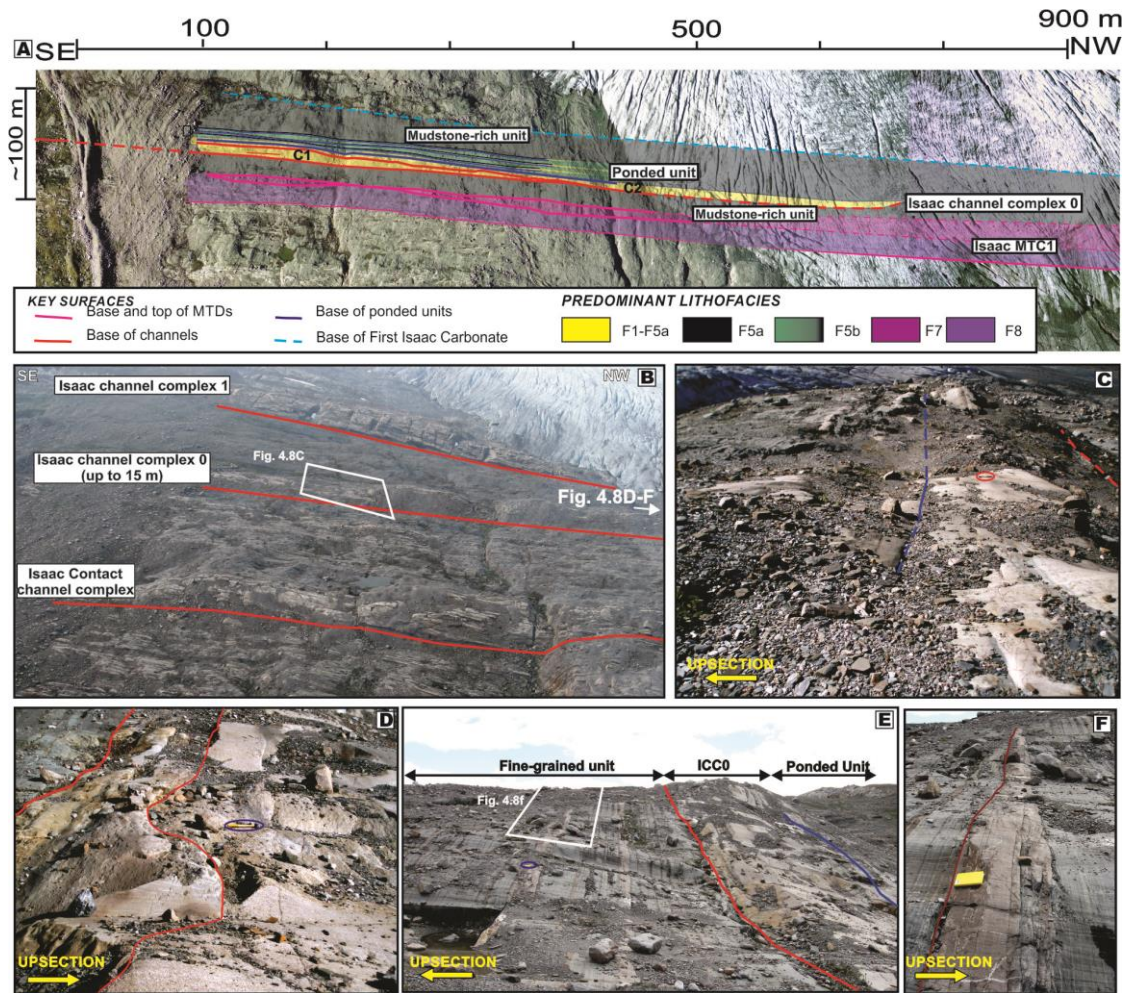 100
500
900 m
A
SE
NW
~100 m
Mudstone-rich unit
C1
Ponded unit
C2
Isaac channel complex 0
Mudstone-rich unit
Isaac MTC1
KEY SURFACES
Base and top of MTDs
Base of ponded units
Base of channels
Base of First Isaac Carbonate
PREDOMINANT LITHOFACIES
F1-F5a
F5a
F5b
F7
F8
SE
NW
B
Isaac channel complex 1
Fig. 4.8C
Isaac channel complex 0
(up to 15 m)
Fig. 4.8D-F
Isaac Contact
channel complex
C
UPSECTION
D
UPSECTION
E
Fine-grained unit
ICC0
Ponded Unit
Fig. 4.8f
UPSECTION
F
UPSECTION